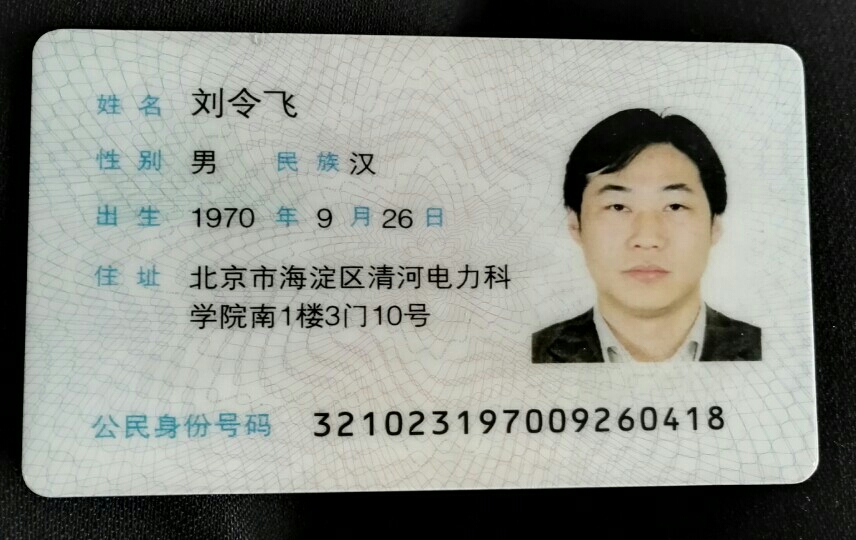 姓名 刘令飞
性别 男 民族 汉
出生 1970 年 9 月 26 日
住址 北京市海淀区清河电力科
学院南1楼3门10号
公民身份号码 321023197009260418